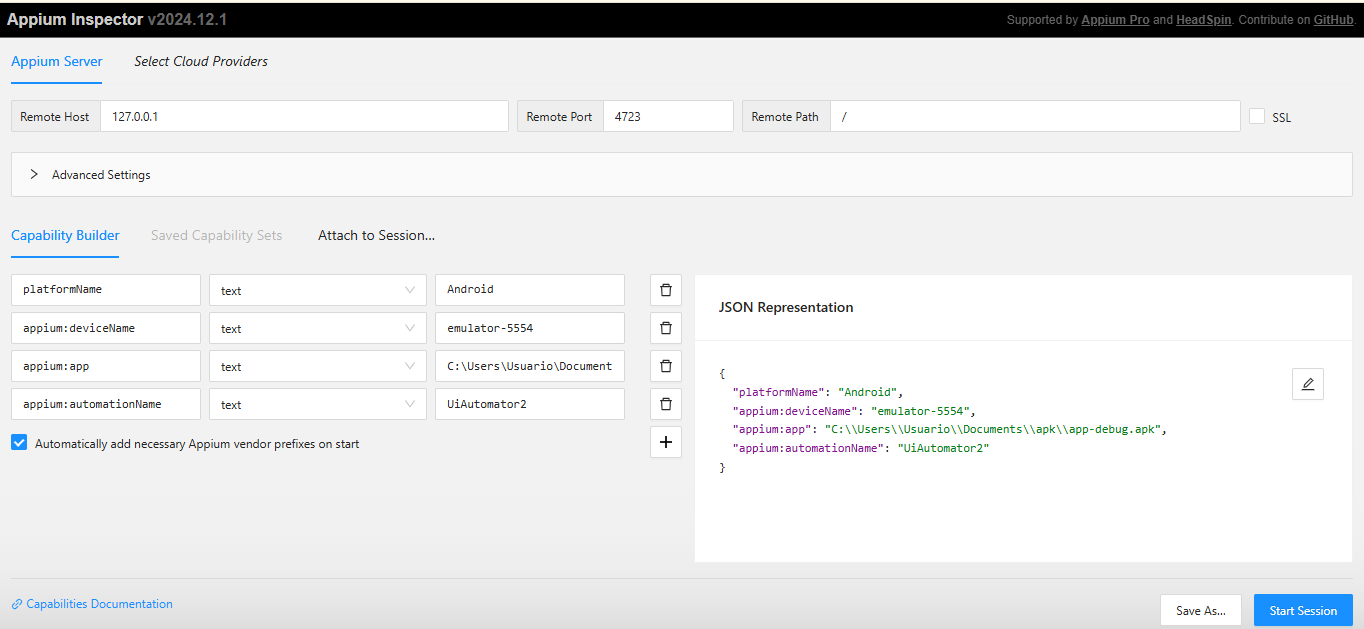 Appium Inspector v2024.12.1
Supported by Appium Pro and HeadSpin. Contribute on GitHub.
Appium Server
Select Cloud Providers
Remote Host
127.0.0.1
Remote Port
4723
Remote Path
/
SSL
Advanced Settings
Capability Builder
Saved Capability Sets
Attach to Session...
platformName
text
Android
appium:deviceName
text
emulator-5554
appium:app
text
C:\Users\Usuario\Document
appium:automationName
text
UiAutomator2
Automatically add necessary Appium vendor prefixes on start
JSON Representation
{
"platformName": "Android",
"appium:deviceName": "emulator-5554",
"appium:app": "C:\\Users\\Usuario\\Documents\\apk\\app-debug.apk",
"appium:automationName": "UiAutomator2"
}
Capabilities Documentation
Save As...
Start Session